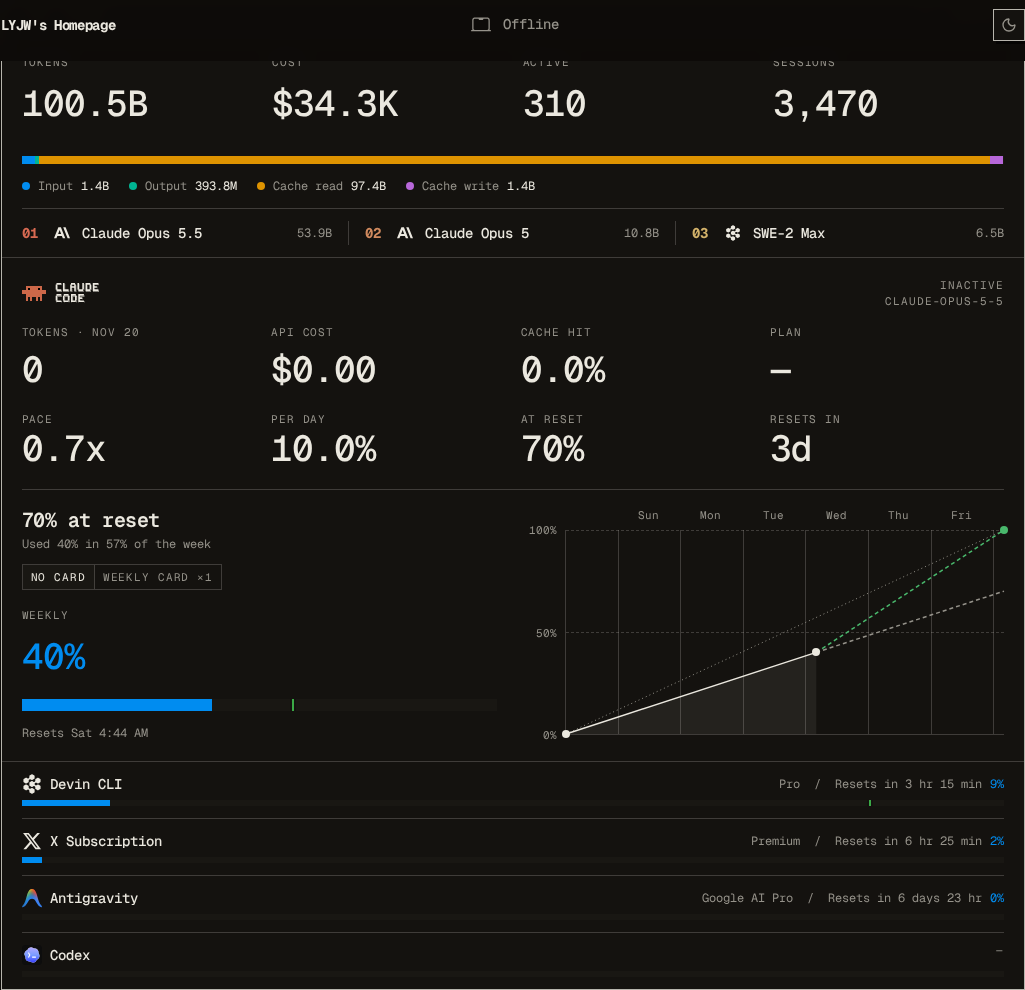 LYJW's Homepage
Offline
TOKENS COST ACTIVE SESSIONS
100.5B $34.3K 310 3,470
Input 1.4B Output 393.8M Cache read 97.4B Cache write 1.4B
01 Claude Opus 5.5 53.9B 02 Claude Opus 5 10.8B 03 SWE-2 Max 6.5B
CLAUDE
CODE
INACTIVE
CLAUDE-OPUS-5-5
TOKENS · NOV 20 API COST CACHE HIT PLAN
0 $0.00 0.0% —
PACE PER DAY AT RESET RESETS IN
0.7x 10.0% 70% 3d
70% at reset
Used 40% in 57% of the week
NO CARD WEEKLY CARD ×1
WEEKLY
40%
Resets Sat 4:44 AM
Sun Mon Tue Wed Thu Fri
100%
50%
0%
Devin CLI Pro / Resets in 3 hr 15 min 9%
X Subscription Premium / Resets in 6 hr 25 min 2%
Antigravity Google AI Pro / Resets in 6 days 23 hr 0%
Codex —